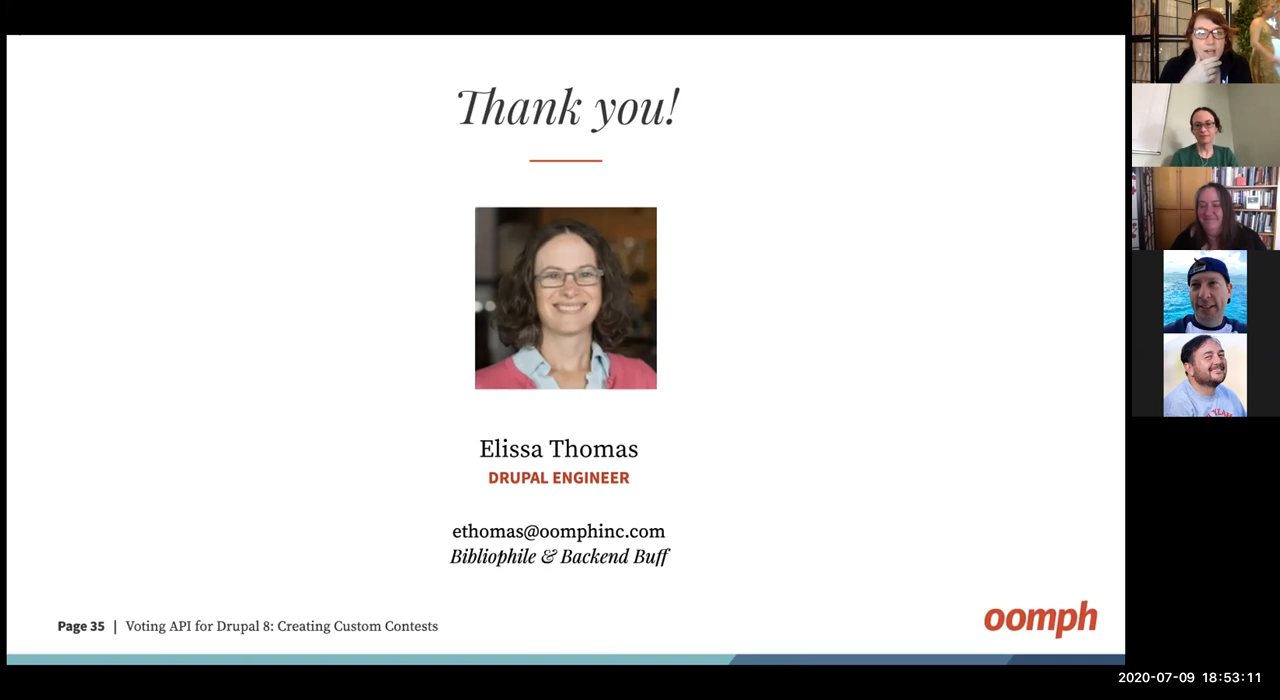 Thank you!
Elissa Thomas
DRUPAL ENGINEER
ethomas@oomphinc.com
Bibliophile & Backend Buff
Page 35 | Voting API for Drupal 8: Creating Custom Contests
oomph
2020-07-09 18:53:11